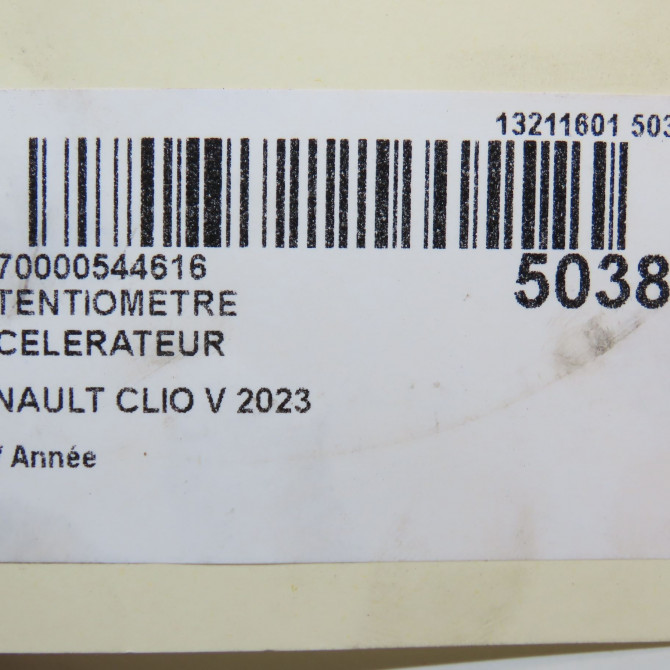 13211601 503
70000544616
5038
TENTIOMETRE
CELERATEUR
NAULT CLIO V 2023
/ Année